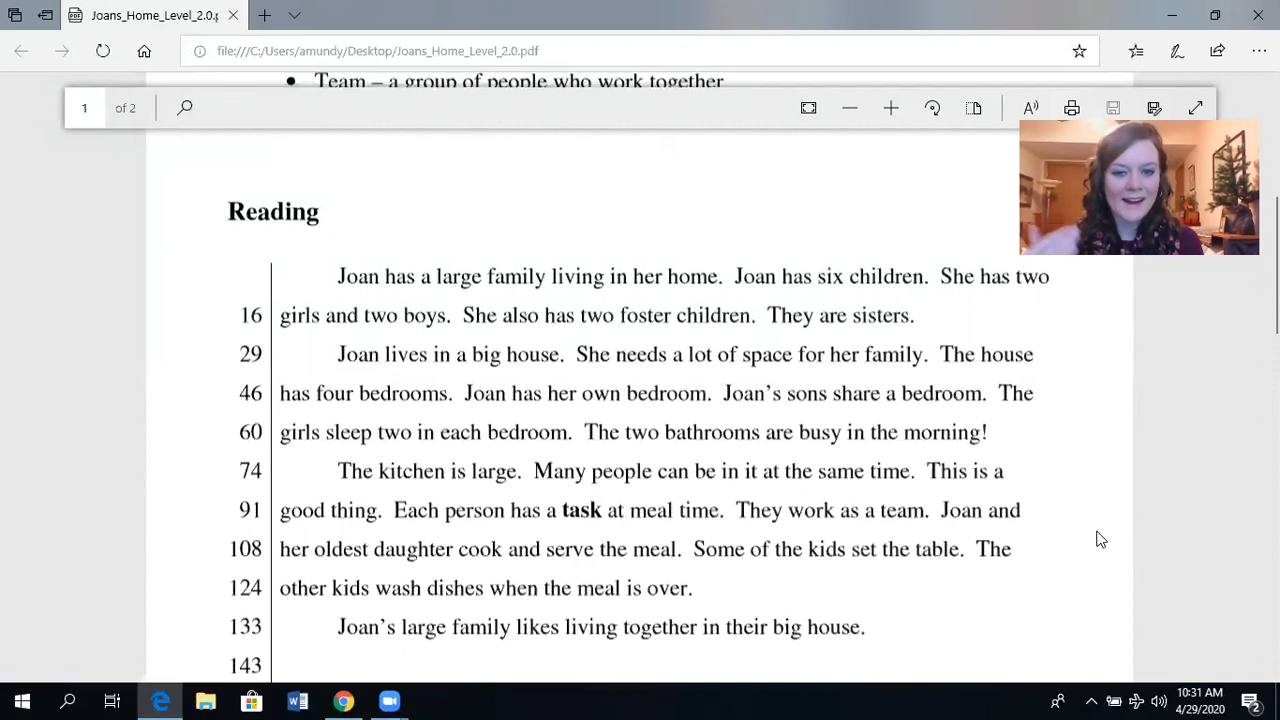 Joans_Home_Level_2.0.p
file:///C:/Users/amundy/Desktop/Joans_Home_Level_2.0.pdf
• Team – a group of people who work together
1 of 2
Reading
Joan has a large family living in her home. Joan has six children. She has two
16 girls and two boys. She also has two foster children. They are sisters.
29 Joan lives in a big house. She needs a lot of space for her family. The house
46 has four bedrooms. Joan has her own bedroom. Joan's sons share a bedroom. The
60 girls sleep two in each bedroom. The two bathrooms are busy in the morning!
74 The kitchen is large. Many people can be in it at the same time. This is a
91 good thing. Each person has a task at meal time. They work as a team. Joan and
108 her oldest daughter cook and serve the meal. Some of the kids set the table. The
124 other kids wash dishes when the meal is over.
133 Joan's large family likes living together in their big house.
143
10:31 AM
4/29/2020
2